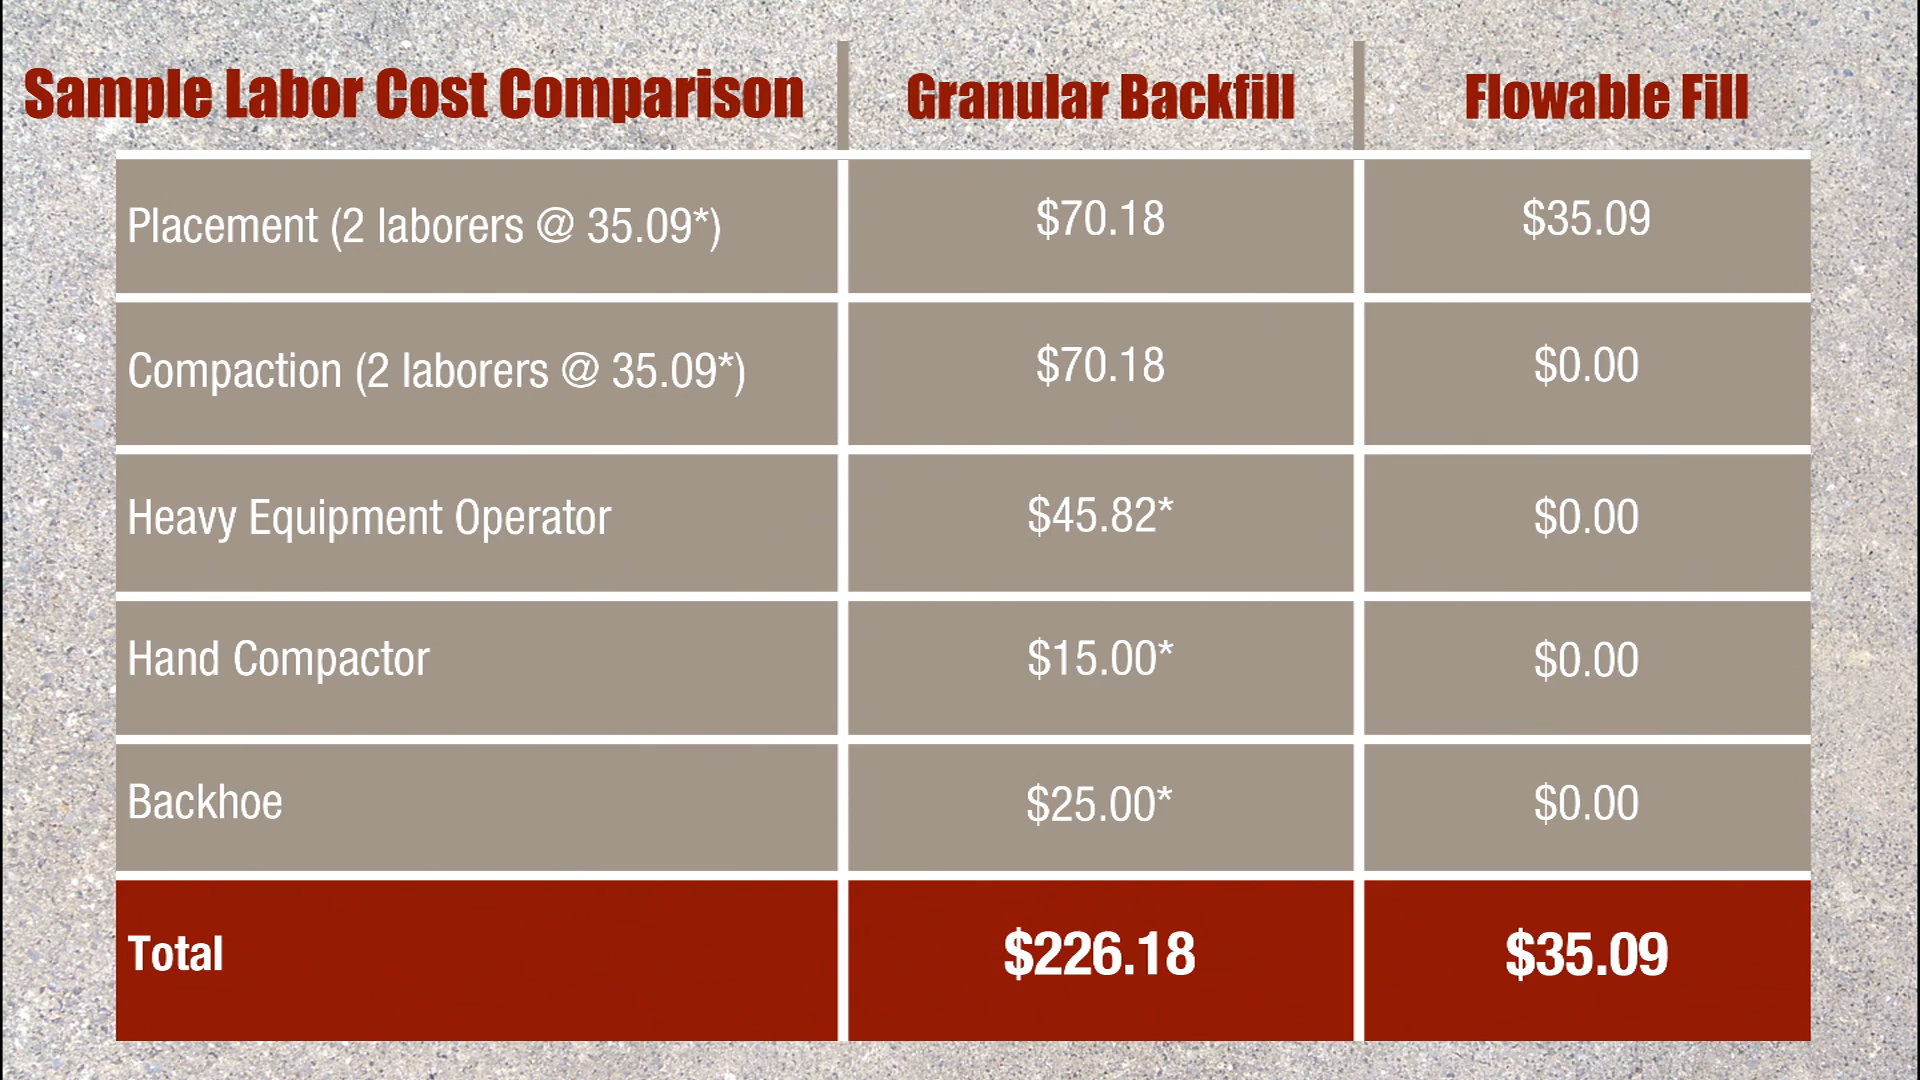 Sample Labor Cost Comparison Granular Backfill Flowable Fill
Placement (2 laborers @ 35.09*) $70.18 $35.09
Compaction (2 laborers @ 35.09*) $70.18 $0.00
Heavy Equipment Operator $45.82* $0.00
Hand Compactor $15.00* $0.00
Backhoe $25.00* $0.00
Total $226.18 $35.09